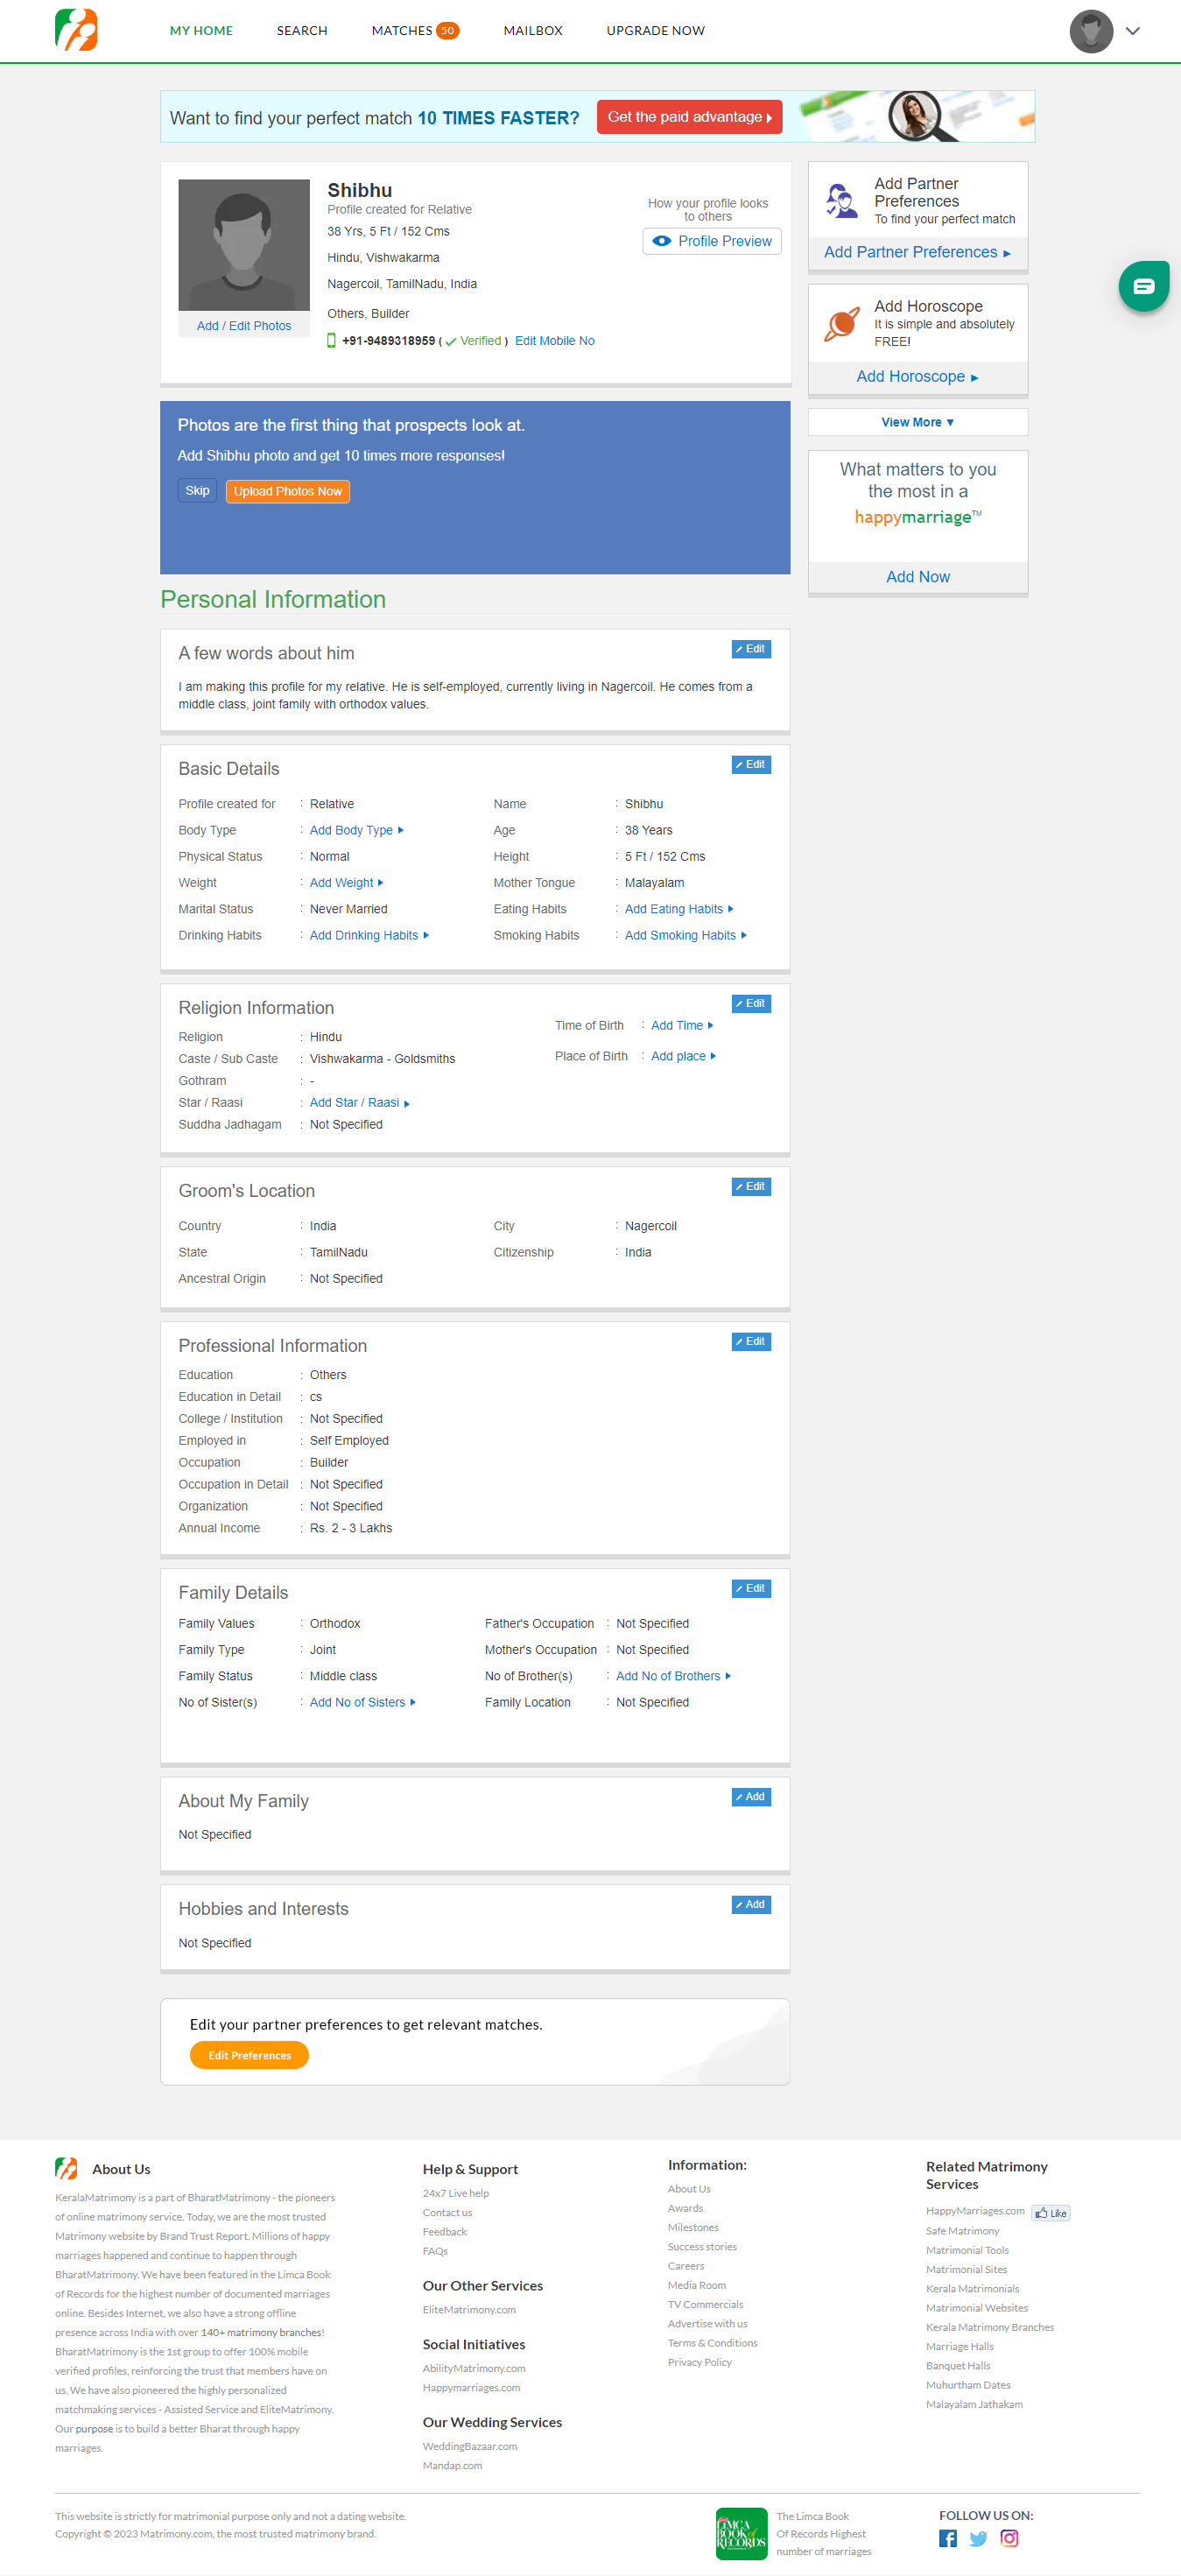 MY HOME SEARCH MATCHES 50 MAILBOX UPGRADE NOW
Want to find your perfect match 10 TIMES FASTER? Get the paid advantage
Shibhu
Profile created for Relative
38 Yrs, 5 Ft / 152 Cms
Hindu, Vishwakarma
Nagercoil, TamilNadu, India
Others, Builder
+91-9489318959 ( Verified ) Edit Mobile No
Add / Edit Photos
How your profile looks
to others
Profile Preview
Add Partner
Preferences
To find your perfect match
Add Partner Preferences ►
Add Horoscope
It is simple and absolutely
FREE!
Add Horoscope ►
View More ▼
What matters to you
the most in a
happymarriage™
Add Now
Photos are the first thing that prospects look at.
Add Shibhu photo and get 10 times more responses!
Skip Upload Photos Now
Personal Information
A few words about him Edit
I am making this profile for my relative. He is self-employed, currently living in Nagercoil. He comes from a
middle class, joint family with orthodox values.
Basic Details Edit
Profile created for : Relative Name : Shibhu
Body Type : Add Body Type Age : 38 Years
Physical Status : Normal Height : 5 Ft / 152 Cms
Weight : Add Weight Mother Tongue : Malayalam
Marital Status : Never Married Eating Habits : Add Eating Habits
Drinking Habits : Add Drinking Habits Smoking Habits : Add Smoking Habits
Religion Information Edit
Religion : Hindu
Caste / Sub Caste : Vishwakarma - Goldsmiths
Gothram : -
Star / Raasi : Add Star / Raasi
Suddha Jadhagam : Not Specified
Time of Birth : Add Time
Place of Birth : Add place
Groom's Location Edit
Country : India City : Nagercoil
State : TamilNadu Citizenship : India
Ancestral Origin : Not Specified
Professional Information Edit
Education : Others
Education in Detail : cs
College / Institution : Not Specified
Employed in : Self Employed
Occupation : Builder
Occupation in Detail : Not Specified
Organization : Not Specified
Annual Income : Rs. 2 - 3 Lakhs
Family Details Edit
Family Values : Orthodox Father's Occupation : Not Specified
Family Type : Joint Mother's Occupation : Not Specified
Family Status : Middle class No of Brother(s) : Add No of Brothers
No of Sister(s) : Add No of Sisters Family Location : Not Specified
About My Family Add
Not Specified
Hobbies and Interests Add
Not Specified
Edit your partner preferences to get relevant matches.
Edit Preferences
About Us
KeralaMatrimony is a part of BharatMatrimony - the pioneers
of online matrimony service. Today, we are the most trusted
Matrimony website by Brand Trust Report. Millions of happy
marriages happened and continue to happen through
BharatMatrimony. We have been featured in the Limca Book
of Records for the highest number of documented marriages
online. Besides Internet, we also have a strong offline
presence across India with over 140+ matrimony branches!
BharatMatrimony is the 1st group to offer 100% mobile
verified profiles, reinforcing the trust that members have on
us. We have also pioneered the highly personalized
matchmaking services - Assisted Service and EliteMatrimony.
Our purpose is to build a better Bharat through happy
marriages.
Help & Support
24x7 Live help
Contact us
Feedback
FAQs
Our Other Services
EliteMatrimony.com
Social Initiatives
AbilityMatrimony.com
Happymarriages.com
Our Wedding Services
WeddingBazaar.com
Mandap.com
Information:
About Us
Awards
Milestones
Success stories
Careers
Media Room
TV Commercials
Advertise with us
Terms & Conditions
Privacy Policy
Related Matrimony
Services
HappyMarriages.com Like
Safe Matrimony
Matrimonial Tools
Matrimonial Sites
Kerala Matrimonials
Matrimonial Websites
Kerala Matrimony Branches
Marriage Halls
Banquet Halls
Muhurtham Dates
Malayalam Jathakam
This website is strictly for matrimonial purpose only and not a dating website.
Copyright © 2023 Matrimony.com, the most trusted matrimony brand.
LIMCA
BOOK of
RECORDS
The Limca Book
Of Records Highest
number of marriages
FOLLOW US ON: